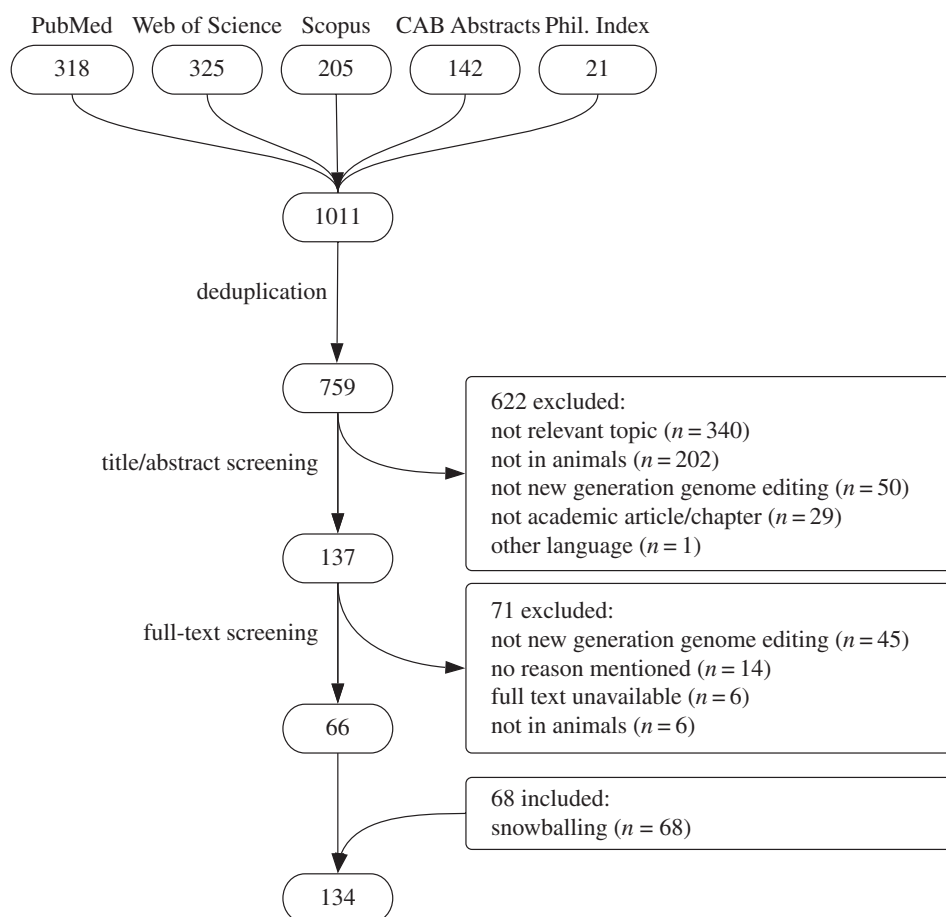 PubMed Web of Science Scopus CAB Abstracts Phil. Index
318 325 205 142 21
1011
deduplication
759
622 excluded:
not relevant topic (n = 340)
not in animals (n = 202)
not new generation genome editing (n = 50)
not academic article/chapter (n = 29)
other language (n = 1)
title/abstract screening
137
71 excluded:
not new generation genome editing (n = 45)
no reason mentioned (n = 14)
full text unavailable (n = 6)
not in animals (n = 6)
full-text screening
66
68 included:
snowballing (n = 68)
134